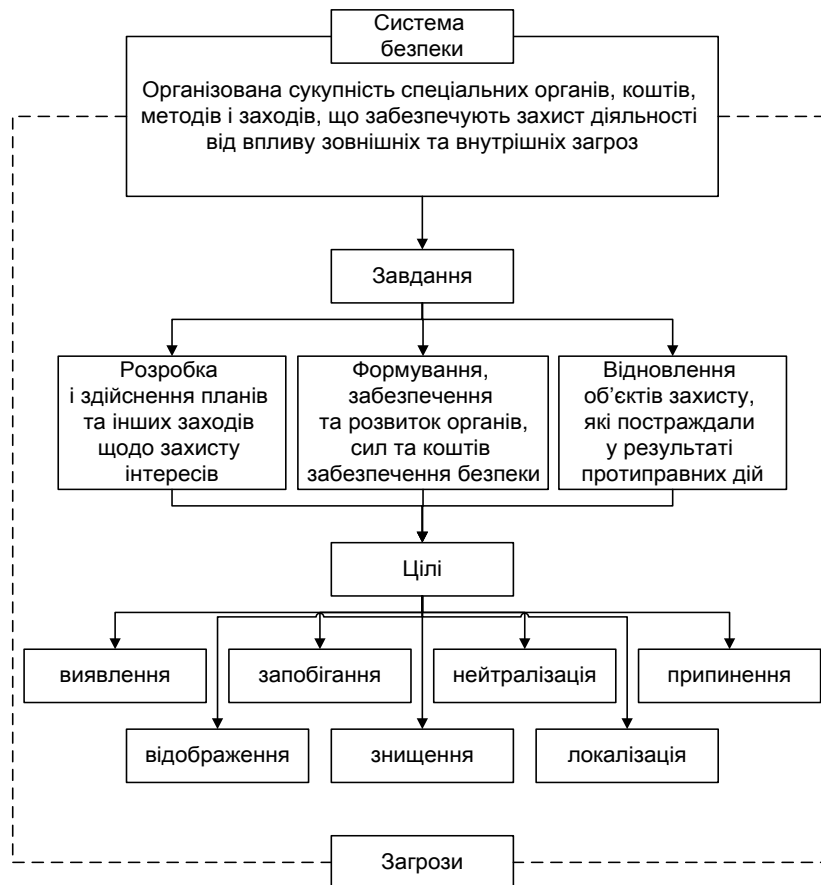 Система
безпеки
Організована сукупність спеціальних органів, коштів,
методів і заходів, що забезпечують захист діяльності
від впливу зовнішніх та внутрішніх загроз
Завдання
Розробка
і здійснення планів
та інших заходів
щодо захисту
інтересів
Формування,
забезпечення
та розвиток органів,
сил та коштів
забезпечення безпеки
Відновлення
об’єктів захисту,
які постраждали
у результаті
протиправних дій
Цілі
виявлення
запобігання
нейтралізація
припинення
відображення
знищення
локалізація
Загрози